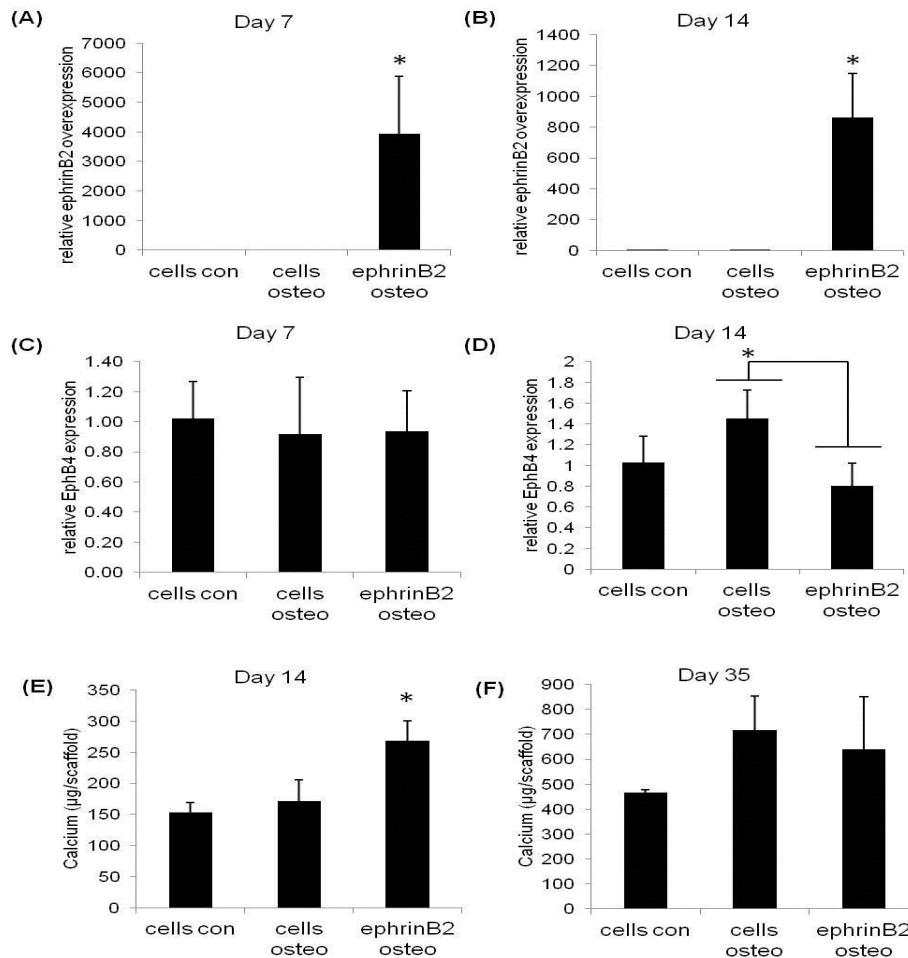 (A)
Day 7
relative ephrinB2 overexpression
7000
6000
5000
4000
3000
2000
1000
0
*
cells con
cells
osteo
ephrinB2
osteo
(B)
Day 14
relative ephrinB2 overexpression
1400
1200
1000
800
600
400
200
0
*
cells con
cells
osteo
ephrinB2
osteo
(C)
Day 7
relative EphB4 expression
1.40
1.20
1.00
0.80
0.60
0.40
0.20
0.00
cells con
cells
osteo
ephrinB2
osteo
(D)
Day 14
relative EphB4 expression
2
1.8
1.6
1.4
1.2
1
0.8
0.6
0.4
0.2
0
*
cells con
cells
osteo
ephrinB2
osteo
(E)
Day 14
Calcium (µg/scaffold)
350
300
250
200
150
100
50
0
*
cells con
cells
osteo
ephrinB2
osteo
(F)
Day 35
Calcium (µg/scaffold)
900
800
700
600
500
400
300
200
100
0
cells con
cells
osteo
ephrinB2
osteo